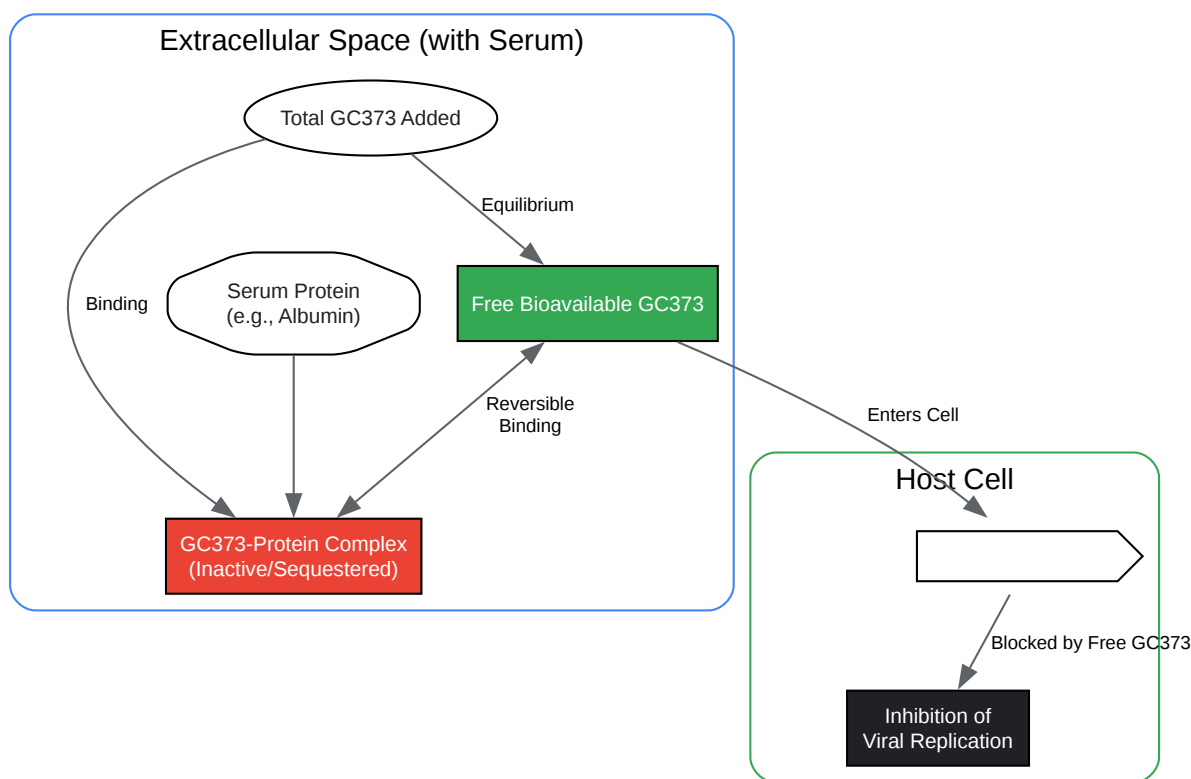 Extracellular Space (with Serum)
Total GC373 Added
Equilibrium
Binding
Serum Protein
(e.g., Albumin)
Free Bioavailable GC373
Reversible
Binding
Enters Cell
Host Cell
GC373-Protein Complex
(Inactive/Sequestered)
Blocked by Free GC373
Inhibition of
Viral Replication